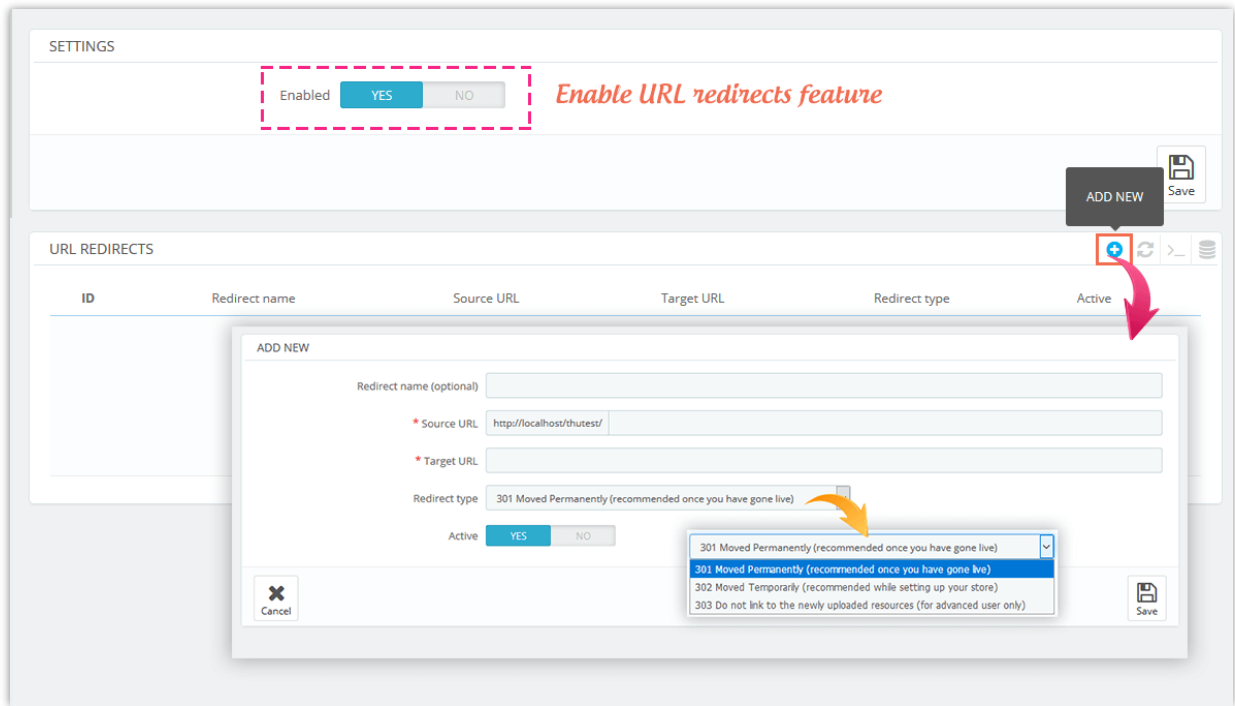 SETTINGS
Enabled YES NO
Enable URL redirects feature
Save
ADD NEW
URL REDIRECTS
ID Redirect name Source URL Target URL Redirect type Active
ADD NEW
Redirect name (optional)
* Source URL http://localhost/thutest/
* Target URL
Redirect type 301 Moved Permanently (recommended once you have gone live)
Active YES NO
301 Moved Permanently (recommended once you have gone live)
301 Moved Permanently (recommended once you have gone live)
302 Moved Temporarily (recommended while setting up your store)
303 Do not link to the newly uploaded resources (for advanced user only)
Cancel
Save